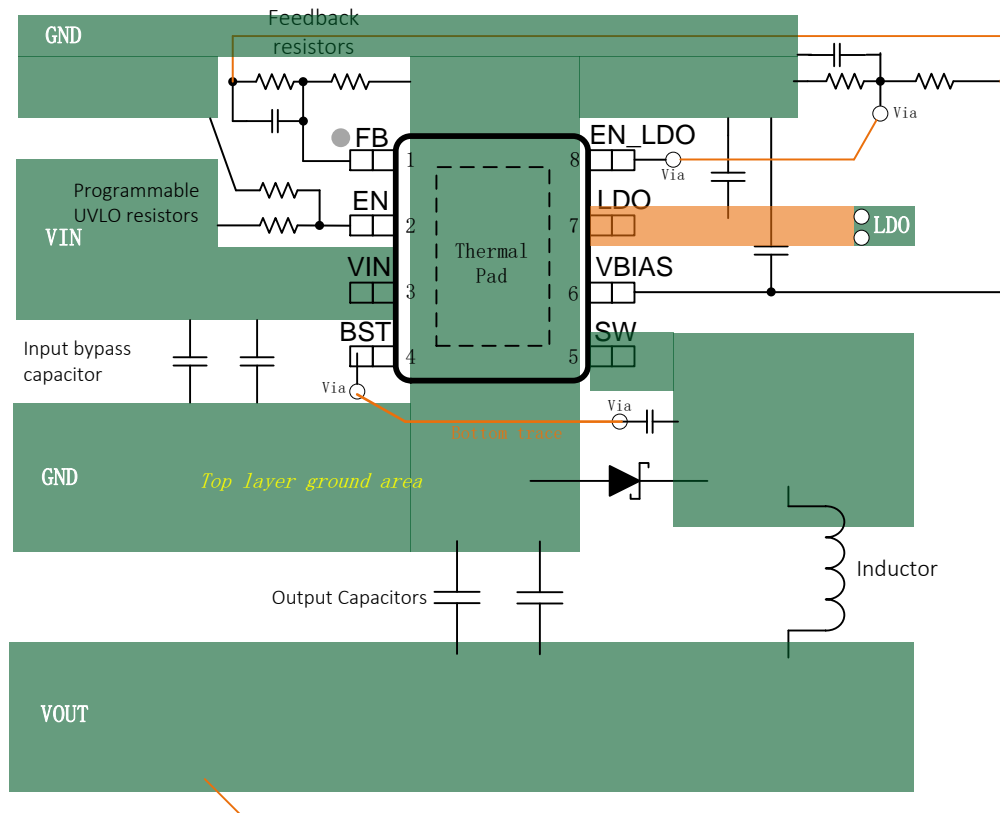 Feedback
resistors
GND
Via
FB
EN_LDO
1
8
Via
Programmable
UVLO resistors
EN
LDO
2
7
LDO
VIN
Thermal
Pad
VIN
VBIAS
3
6
BST
SW
4
5
Input bypass
capacitor
Via
Via
Bottom trace
GND
Top layer ground area
Inductor
Output Capacitors
VOUT